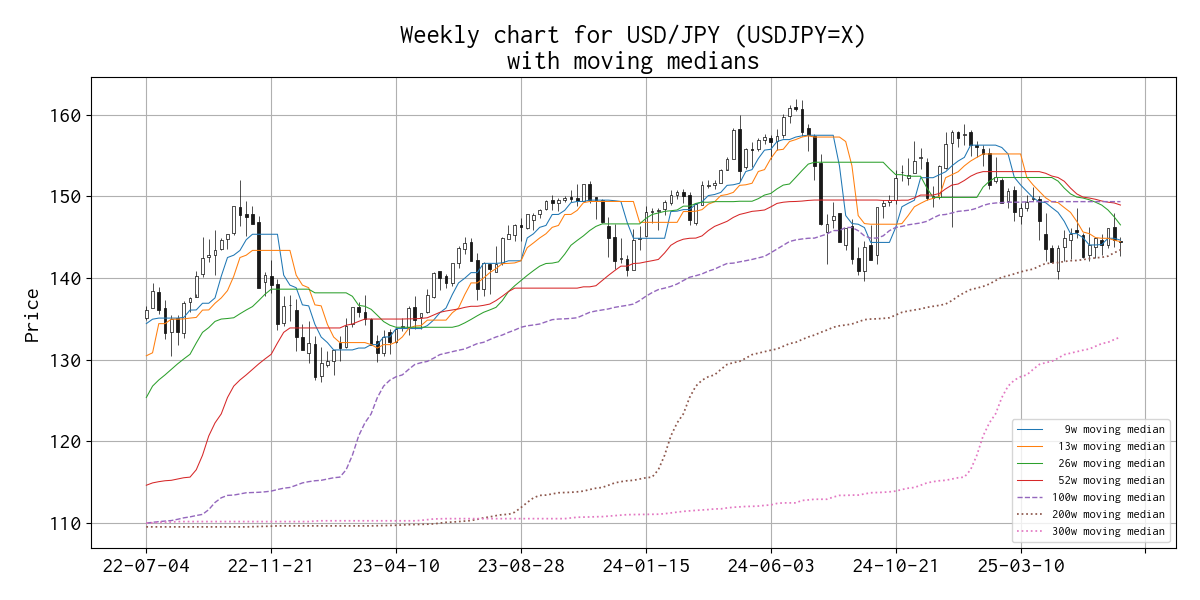 Weekly chart for USD/JPY (USDJPY=X)
with moving medians
Price
160
150
140
130
120
110
22-07-04
22-11-21
23-04-10
23-08-28
24-01-15
24-06-03
24-10-21
25-03-10
9w moving median
13w moving median
26w moving median
52w moving median
100w moving median
200w moving median
300w moving median